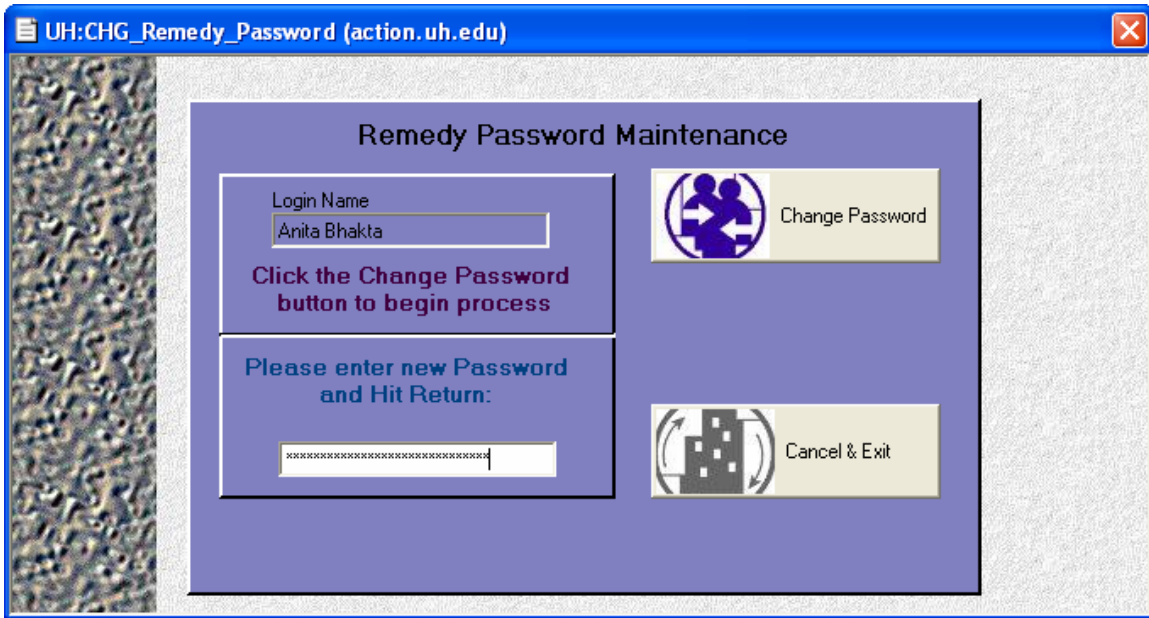 UH:CHG_Remedy_Password (action.uh.edu)
Remedy Password Maintenance
Login Name
Anita Bhakta
Click the Change Password
button to begin process
Change Password
Please enter new Password
and Hit Return:
******************************
Cancel & Exit